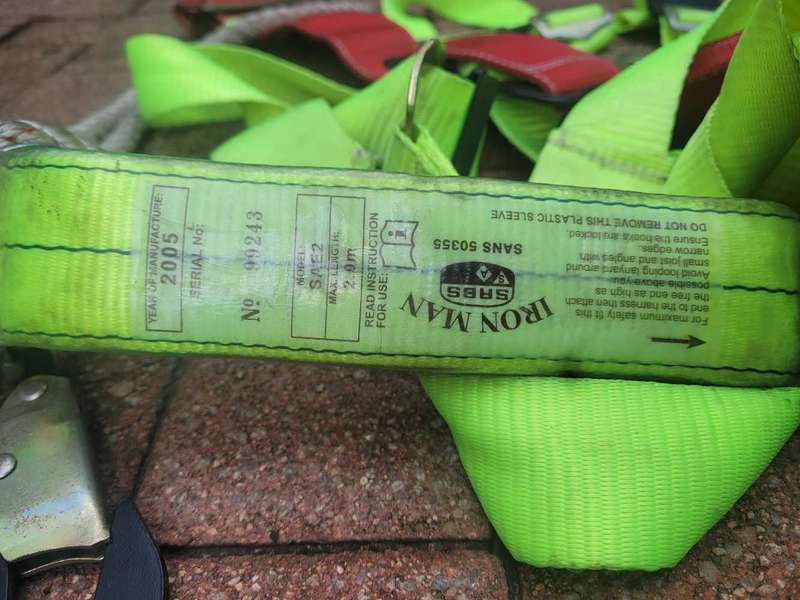 YEAR OF MANUFACTURE:
2005
SERIAL No:
No 99243
MODEL:
SAE2
MAX. LENGTH:
2.0m
READ INSTRUCTION
FOR USE:
i
IRON MAN
SABS
SA
SANS 50355
For maximum safety fit this
end to harness then attach
the free end as high as
possible above you.
Avoid looping lanyard around
small joist and angles with
narrow edges.
Ensure the hooks are locked.
DO NOT REMOVE THIS PLASTIC SLEEVE